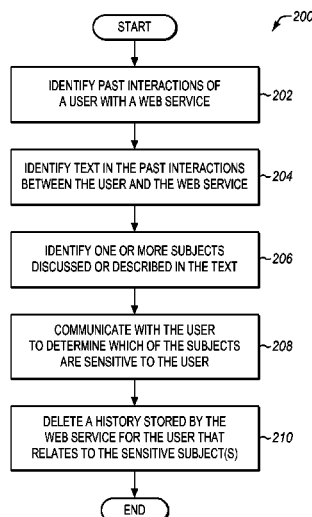 200
START
IDENTIFY PAST INTERACTIONS OF
A USER WITH A WEB SERVICE
202
IDENTIFY TEXT IN THE PAST INTERACTIONS
BETWEEN THE USER AND THE WEB SERVICE
204
IDENTIFY ONE OR MORE SUBJECTS
DISCUSSED OR DESCRIBED IN THE TEXT
206
COMMUNICATE WITH THE USER
TO DETERMINE WHICH OF THE SUBJECTS
ARE SENSITIVE TO THE USER
208
DELETE A HISTORY STORED BY THE
WEB SERVICE FOR THE USER THAT
RELATES TO THE SENSITIVE SUBJECT(S)
210
END